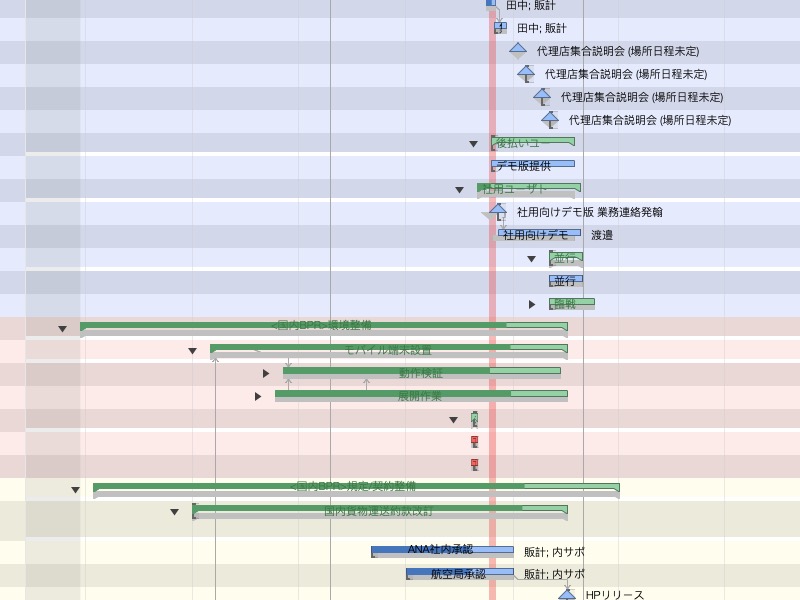 田中; 販計
田中; 販計
代理店集合説明会 (場所日程未定)
代理店集合説明会 (場所日程未定)
代理店集合説明会 (場所日程未定)
代理店集合説明会 (場所日程未定)
後払いユー
デモ版提供
社用ユーザト
社用向けデモ版 業務連絡発翰
社用向けデモ 渡邉
並行
並行
臨戦
<国内BPR>環境整備
モバイル端末設置
動作検証
展開作業
<国内BPR>規定/契約整備
国内貨物運送約款改訂
ANA社内承認 販計; 内サポ
航空局承認 販計; 内サポ
HPリリース